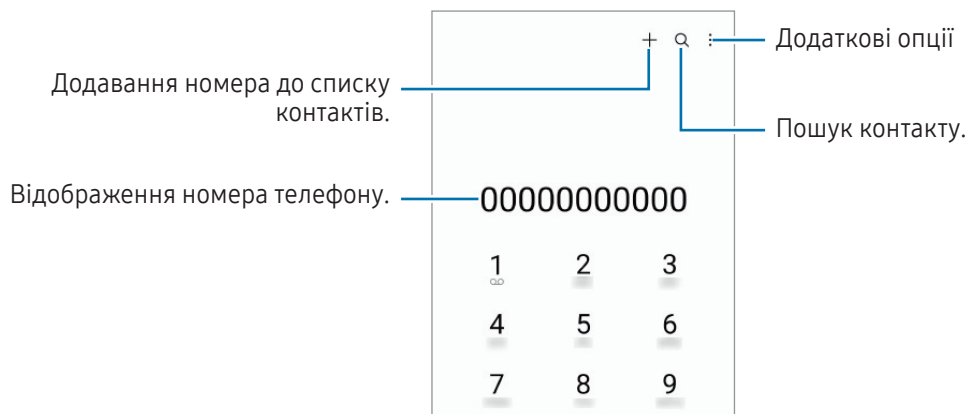 Додаткові опції
Додавання номера до списку
контактів.
Пошук контакту.
Відображення номера телефону.
00000000000
1 2 3
4 5 6
7 8 9